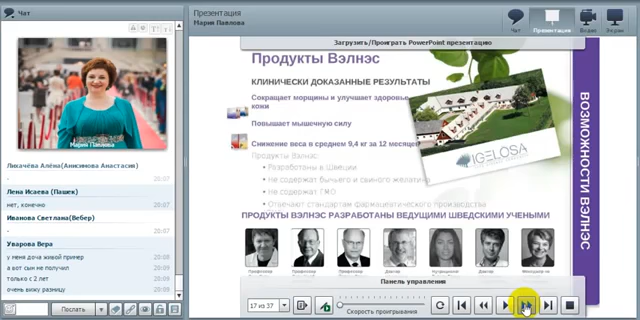 Чат
Мария Павлова
Лихачёва Алёна(Анисимова Анастасия)
- 20:07
Лена Исаева (Пашек)
нет, конечно 20:07
Иванова Светлана(Вебер)
- 20:07
Уварова Вера
у меня доча живой пример 20:08
а вот сын не получил 20:09
только с 2 лет 20:09
очень вижу разницу 20:09
Послать
Презентация
Мария Павлова
Чат
Презентация
Видео
Экран
Загрузить/Проиграть PowerPoint презентацию
Продукты Вэлнэс
КЛИНИЧЕСКИ ДОКАЗАННЫЕ РЕЗУЛЬТАТЫ
Сокращает морщины и улучшает здоровье
кожи
Повышает мышечную силу
Снижение веса в среднем 9,4 кг за 12 месяцев
Продукты Вэлнэс:
Разработаны в Швеции
Не содержат бычьего и свиного желатина
Не содержат ГМО
Отвечают стандартам фармацевтического производства
IGELOSA
ВОЗМОЖНОСТИ ВЭЛНЭС
ПРОДУКТЫ ВЭЛНЭС РАЗРАБОТАНЫ ВЕДУЩИМИ ШВЕДСКИМИ УЧЕНЫМИ
Профессор
Профессор
Профессор
Доктор
Доктор
Панель управления
17 из 37
Скорость проигрывания